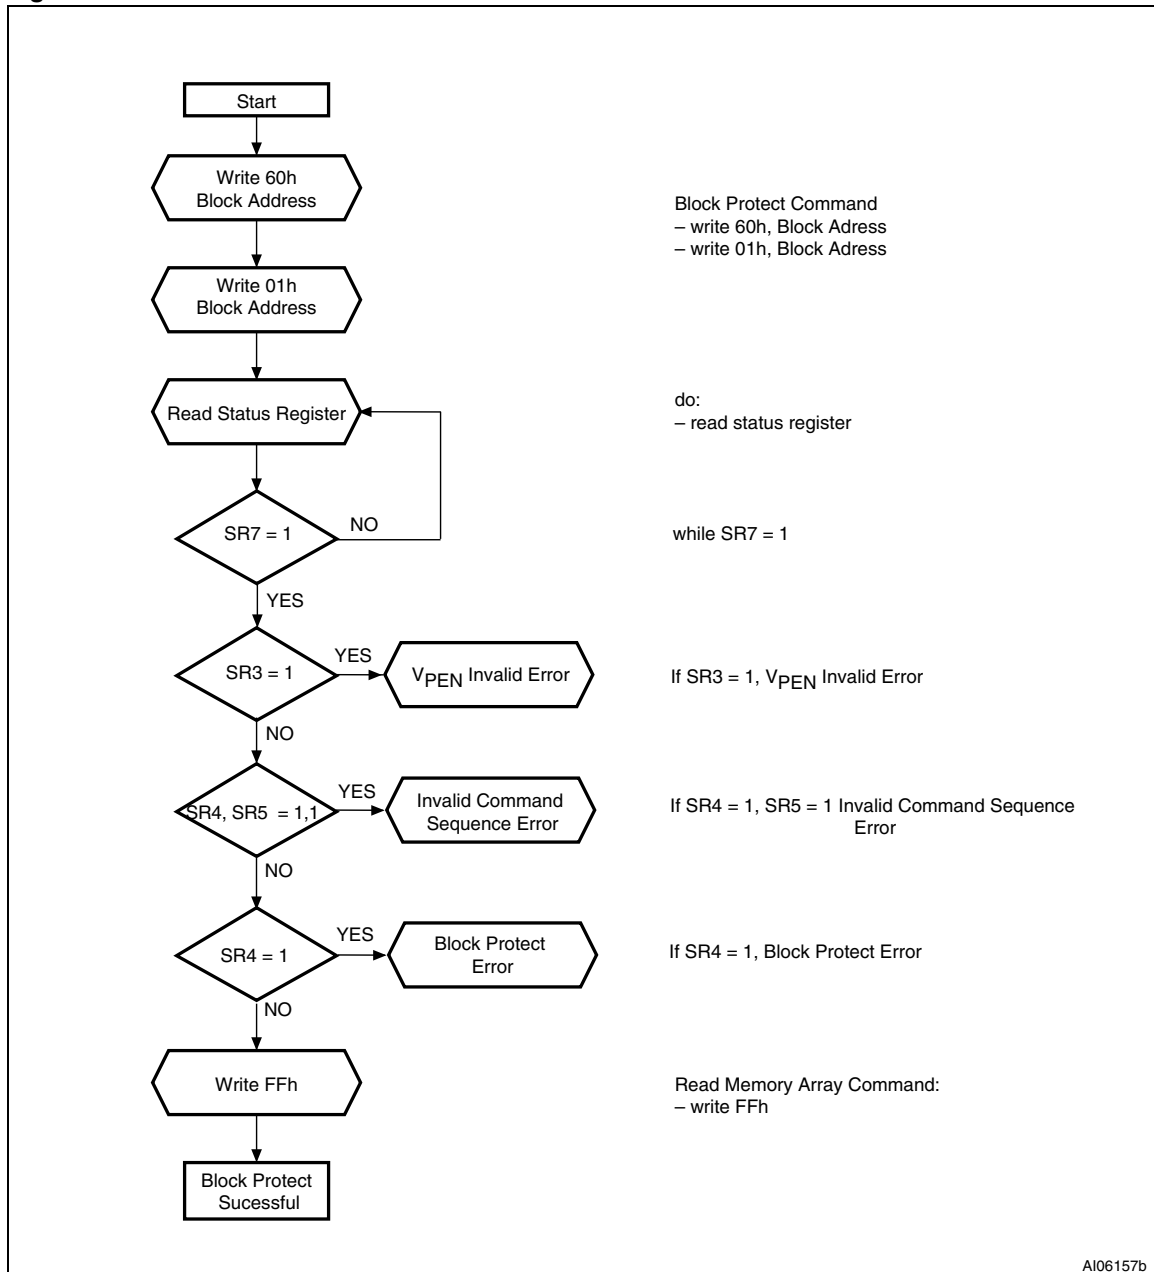 Start
Write 60h
Block Address
Block Protect Command
– write 60h, Block Adress
– write 01h, Block Adress
Write 01h
Block Address
Read Status Register
do:
– read status register
SR7 = 1
NO
while SR7 = 1
YES
SR3 = 1
YES
VPEN Invalid Error
If SR3 = 1, VPEN Invalid Error
NO
SR4, SR5 = 1,1
YES
Invalid Command
Sequence Error
If SR4 = 1, SR5 = 1 Invalid Command Sequence
Error
NO
SR4 = 1
YES
Block Protect
Error
If SR4 = 1, Block Protect Error
NO
Write FFh
Read Memory Array Command:
– write FFh
Block Protect
Sucessful
AI06157b